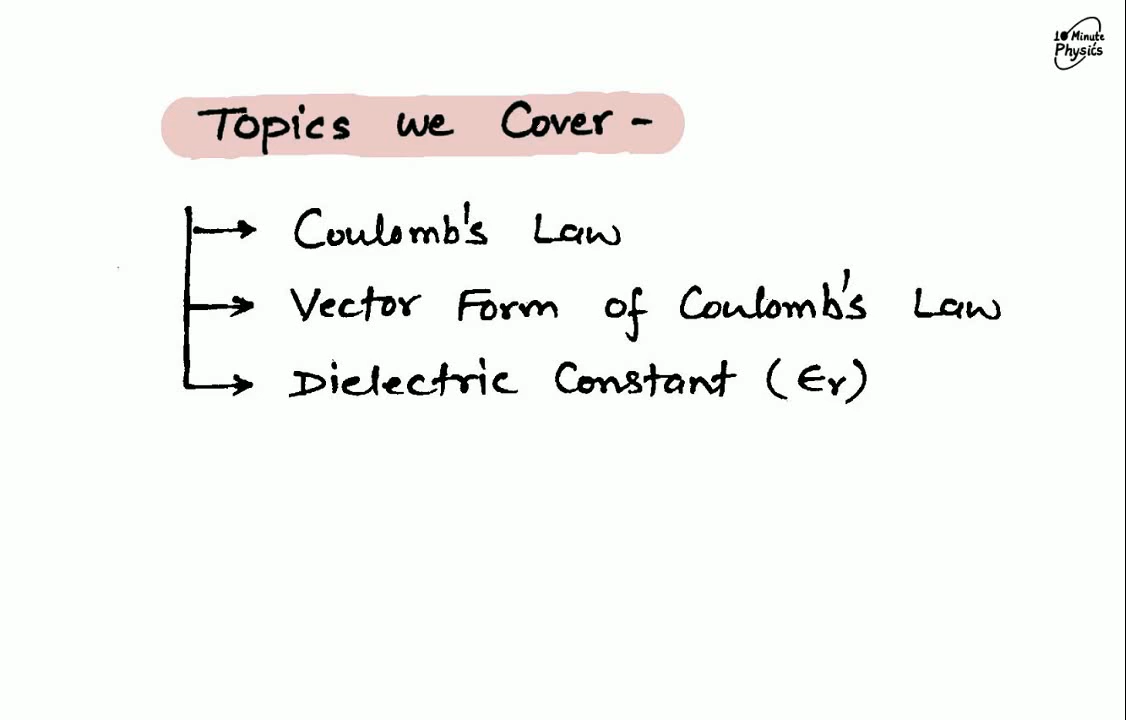 10 Minute
Physics
Topics we Cover -
Coulomb's Law
Vector Form of Coulomb's Law
Dielectric Constant (ϵr)